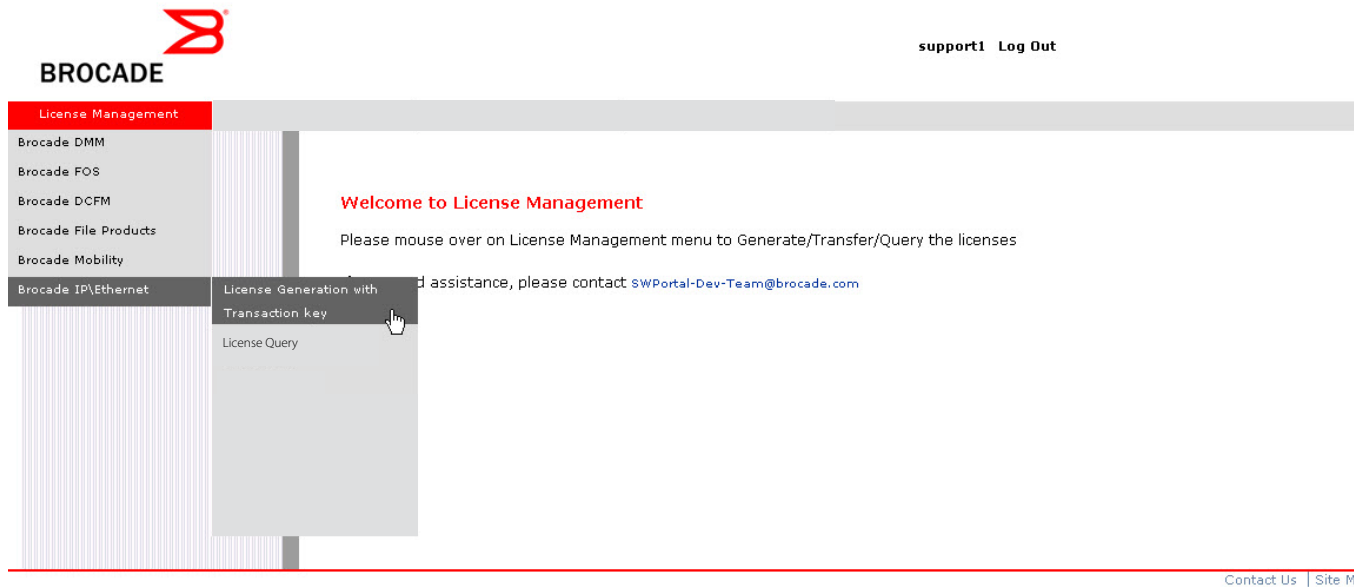 BROCADE
support1 Log Out
License Management
Brocade DMM
Brocade FOS
Brocade DCFM
Brocade File Products
Brocade Mobility
Brocade IP\Ethernet
License Generation with
Transaction key
License Query
Welcome to License Management
Please mouse over on License Management menu to Generate/Transfer/Query the licenses
assistance, please contact SWPortal-Dev-Team@brocade.com
Contact Us | Site